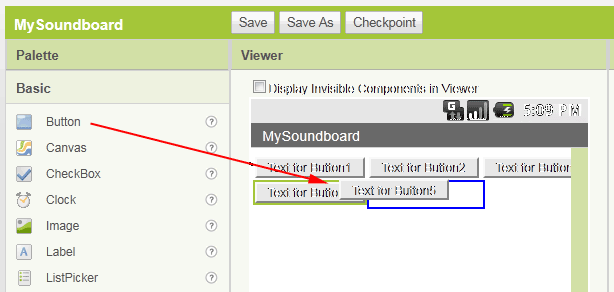 MySoundboard Save Save As Checkpoint
Palette Viewer
Basic
Display Invisible Components in Viewer
Button ?
Canvas ?
CheckBox ?
Clock ?
Image ?
Label ?
ListPicker ?
5:09 PM
MySoundboard
Text for Button1 Text for Button2 Text for Button
Text for Butto Text for Button5